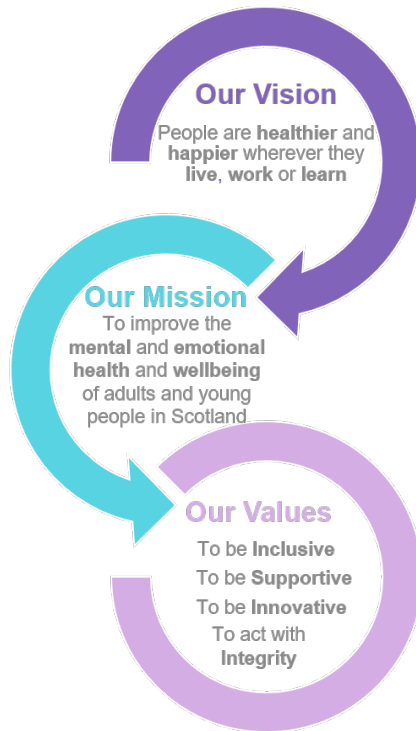 Our Vision
People are healthier and
happier wherever they
live, work or learn
Our Mission
To improve the
mental and emotional
health and wellbeing
of adults and young
people in Scotland
Our Values
To be Inclusive
To be Supportive
To be Innovative
To act with
Integrity